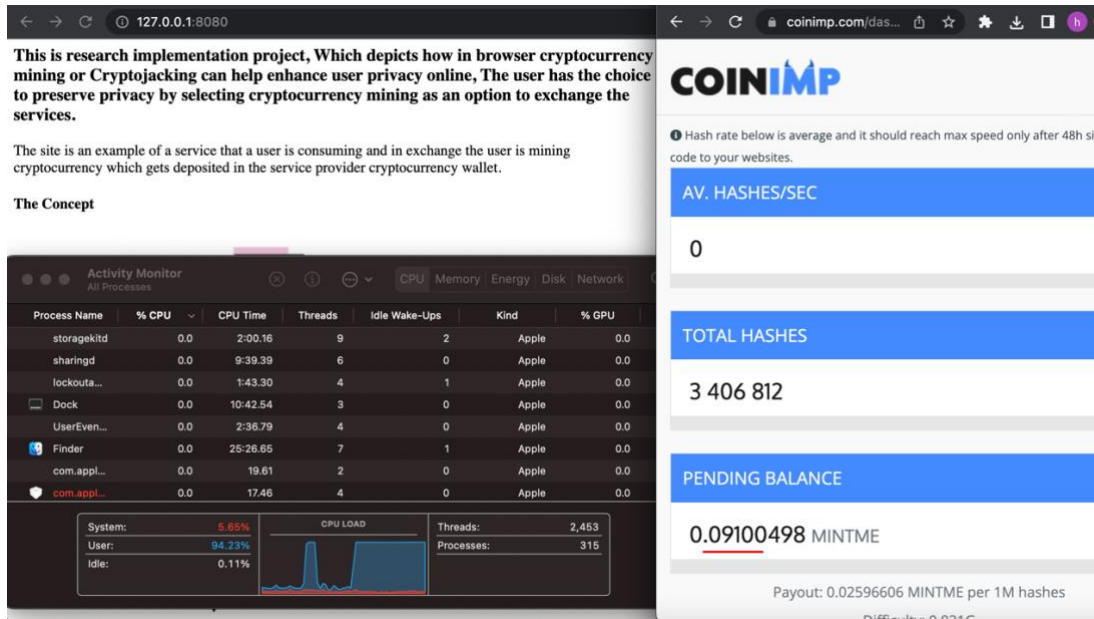 127.0.0.1:8080
This is research implementation project, Which depicts how in browser cryptocurrency
mining or Cryptojacking can help enhance user privacy online, The user has the choice
to preserve privacy by selecting cryptocurrency mining as an option to exchange the
services.
The site is an example of a service that a user is consuming and in exchange the user is mining
cryptocurrency which gets deposited in the service provider cryptocurrency wallet.
The Concept
Activity Monitor
All Processes
CPU Memory Energy Disk Network
Process Name % CPU CPU Time Threads Idle Wake-Ups Kind % GPU
storagekitd 0.0 2:00.16 9 2 Apple 0.0
sharingd 0.0 9:39.39 6 0 Apple 0.0
lockouta... 0.0 1:43.30 4 1 Apple 0.0
Dock 0.0 10:42.54 3 0 Apple 0.0
UserEven... 0.0 2:36.79 4 0 Apple 0.0
Finder 0.0 25:26.65 7 1 Apple 0.0
com.appl... 0.0 19.61 2 0 Apple 0.0
com.appl... 0.0 17.46 4 0 Apple 0.0
System: 5.65% CPU LOAD Threads: 2,453
User: 94.23% Processes: 315
Idle: 0.11%
coinimp.com/das... h
COINIMP
Hash rate below is average and it should reach max speed only after 48h si
code to your websites.
AV. HASHES/SEC
0
TOTAL HASHES
3 406 812
PENDING BALANCE
0.09100498 MINTME
Payout: 0.02596606 MINTME per 1M hashes